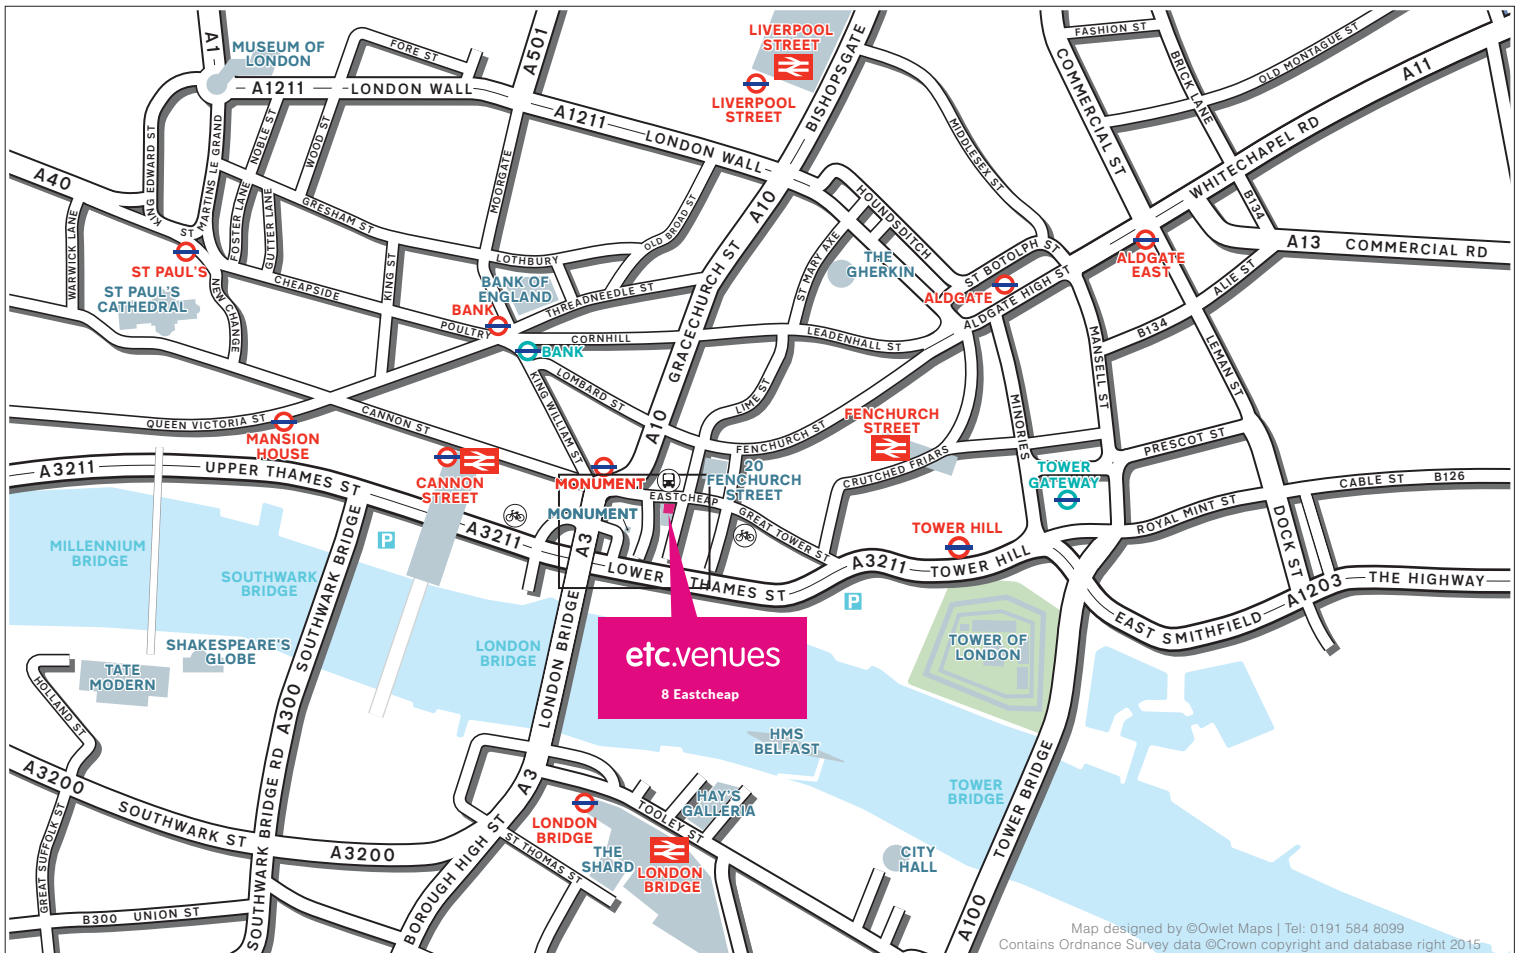 A1
MUSEUM OF
LONDON
FORE ST
A501
LIVERPOOL
STREET
LIVERPOOL
STREET
BISHOPSGATE
COMMERCIAL ST
FASHION ST
BRICK LANE
OLD MONTAGUE ST
A11
A1211
LONDON WALL
A1211
LONDON WALL
A10
MIDDLESEX ST
WHITECHAPEL RD
B134
A13
COMMERCIAL RD
A40
KING EDWARD ST
KING
ST
MARTINS LE GRAND
NOBLE ST
WOOD ST
FOSTER LANE
GUTTER LANE
GRESHAM ST
MOORGATE
OLD BROAD ST
HOUNDSDITCH
ST MARY AXE
THE
GHERKIN
ST BOTOLPH ST
ALDGATE
ALDGATE HIGH ST
ALDGATE
EAST
ALIE ST
B134
WARWICK LANE
ST PAUL'S
ST PAUL'S
CATHEDRAL
NEW CHANGE
CHEAPSIDE
KING ST
LOTHBURY
BANK OF
ENGLAND
BANK
THREADNEEDLE ST
POULTRY
BANK
CORNHILL
GRACECHURCH ST
LEADENHALL ST
MANSELL ST
LEMAN ST
MINORIES
LOMBARD ST
KING WILLIAM ST
LIME ST
A10
FENCHURCH ST
FENCHURCH
STREET
CRUTCHED FRIARS
PRESCOT ST
QUEEN VICTORIA ST
MANSION
HOUSE
CANNON ST
CANNON
STREET
MONUMENT
MONUMENT
EASTCHEAP
20
FENCHURCH
STREET
GREAT TOWER ST
TOWER
GATEWAY
TOWER HILL
ROYAL MINT ST
CABLE ST
B126
A3211
UPPER THAMES ST
A3211
A3
LOWER THAMES ST
A3211
TOWER HILL
DOCK ST
A1203
THE HIGHWAY
EAST SMITHFIELD
P
P
MILLENNIUM
BRIDGE
SOUTHWARK
BRIDGE
SOUTHWARK BRIDGE
LONDON
BRIDGE
LONDON BRIDGE
etc.venues
8 Eastcheap
TOWER OF
LONDON
SHAKESPEARE'S
GLOBE
TATE
MODERN
HOLLAND ST
A300
SOUTHWARK BRIDGE RD
HMS
BELFAST
TOWER
BRIDGE
TOWER BRIDGE
A3200
SOUTHWARK ST
A3200
A3
GREAT SUFFOLK ST
B300
UNION ST
BOROUGH HIGH ST
ST THOMAS ST
LONDON
BRIDGE
TOOLEY ST
HAY'S
GALLERIA
THE
SHARD
LONDON
BRIDGE
CITY
HALL
A100
Map designed by ©Owlet Maps | Tel: 0191 584 8099
Contains Ordnance Survey data ©Crown copyright and database right 2015